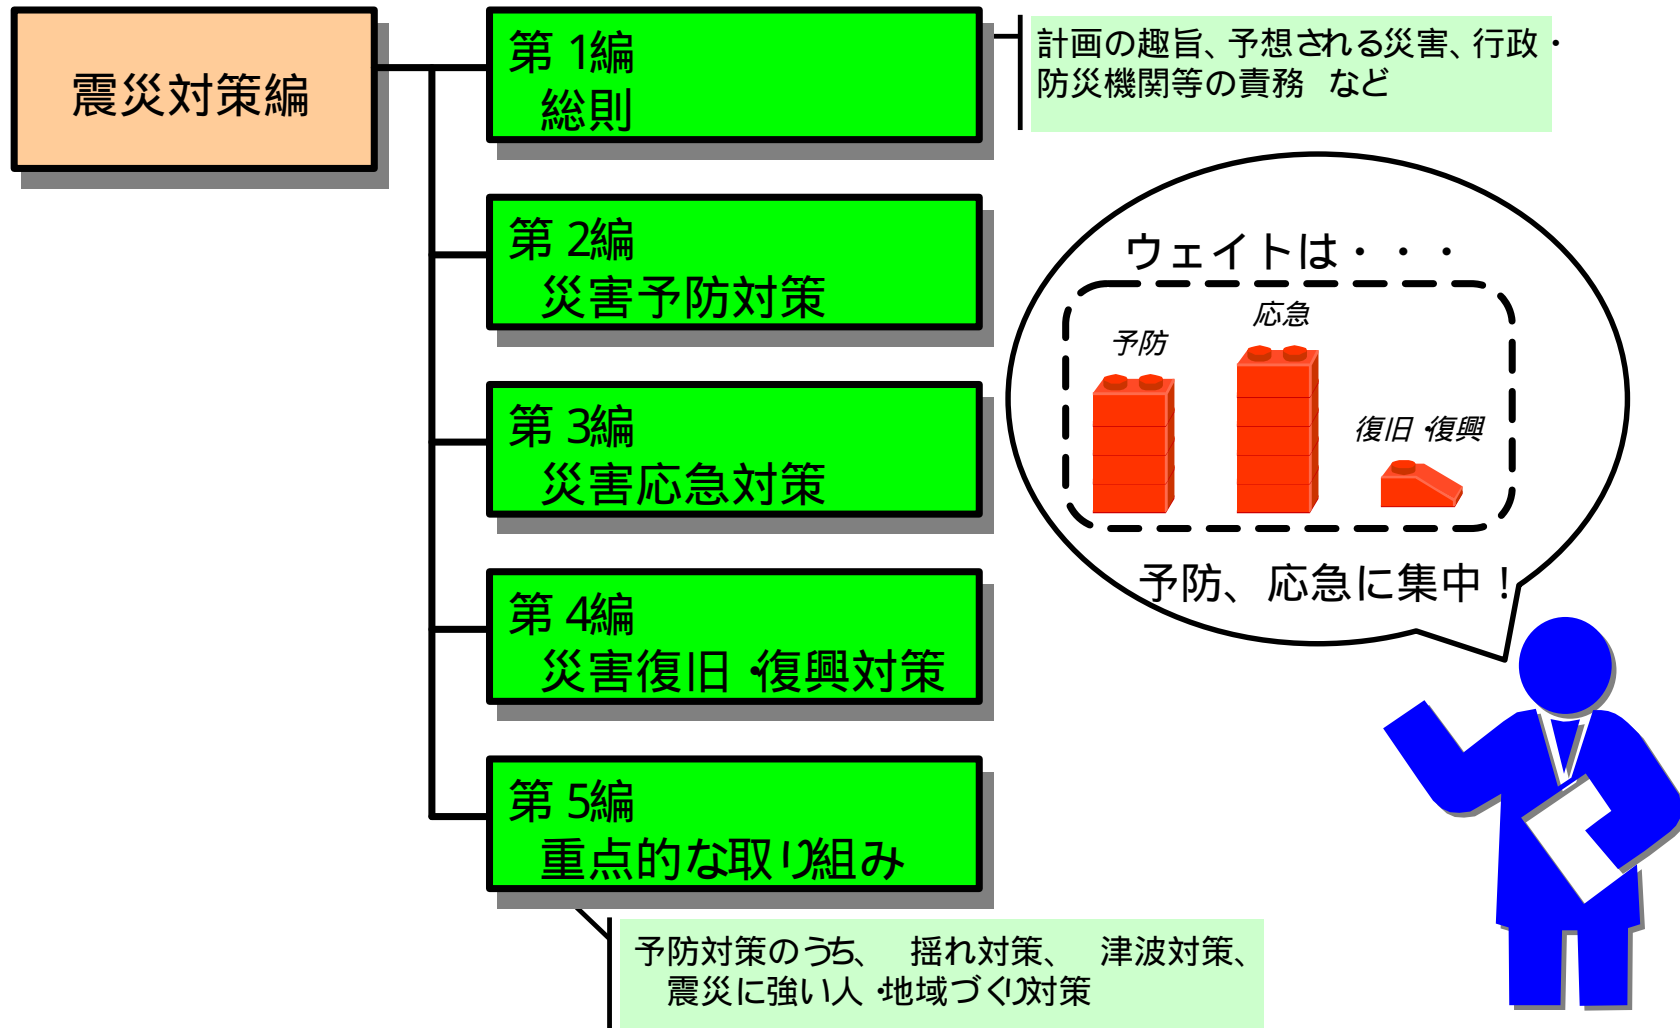 震災対策編
第1編
総則
計画の趣旨、予想される災害、行政・
防災機関等の責務 など
第2編
災害予防対策
第3編
災害応急対策
第4編
災害復旧・復興対策
第5編
重点的な取り組み
予防対策のうち、 揺れ対策、 津波対策、
震災に強い人・地域づくり対策
ウェイトは・・・
予防
応急
復旧・復興
予防、応急に集中!